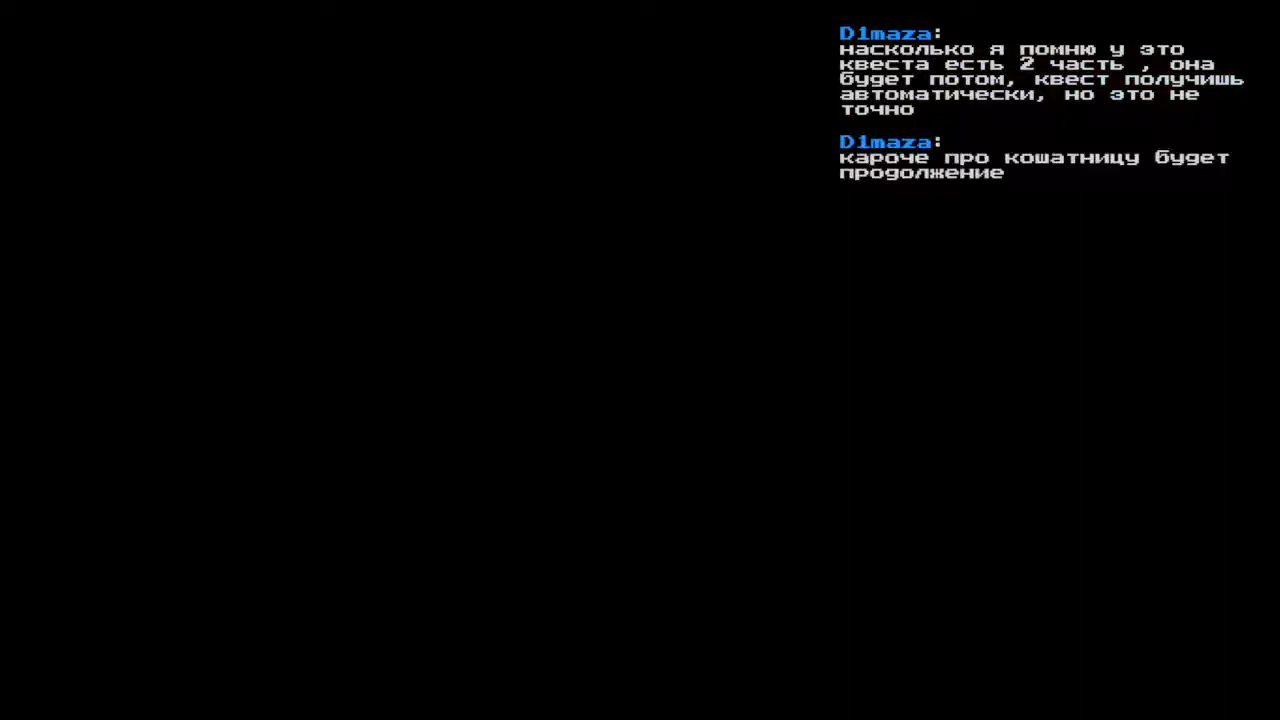 D1maza:
насколько я помню у это
квеста есть 2 часть , она
будет потом, квест получишь
автоматически, но это не
точно
D1maza:
кароче про кошатницу будет
продолжение